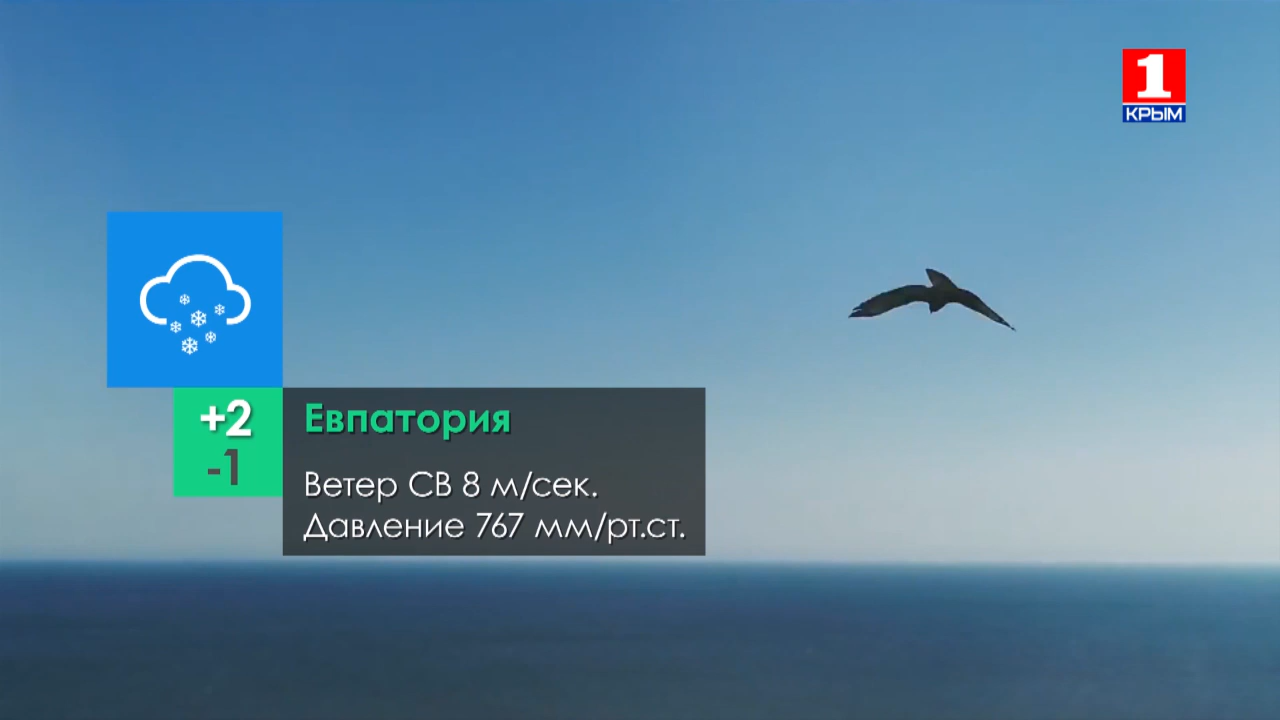 1
КРЫМ
+2
-1
Евпатория
Ветер СВ 8 м/сек.
Давление 767 мм/рт.ст.